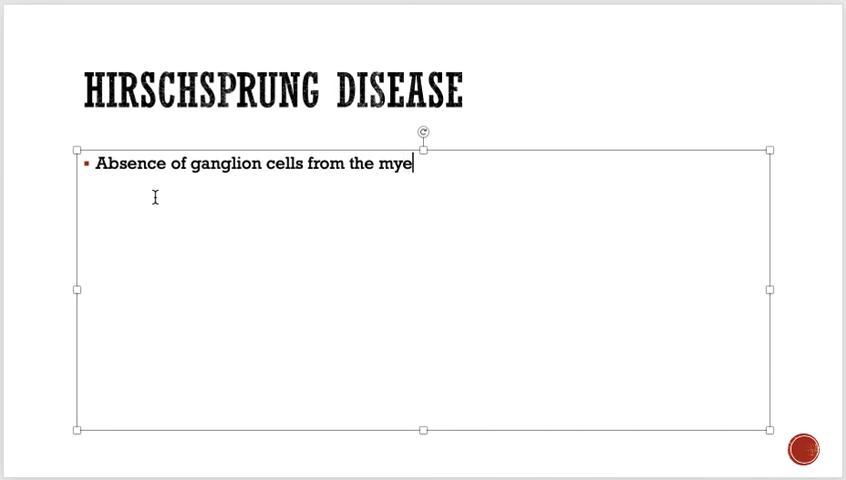 HIRSCHSPRUNG DISEASE
Absence of ganglion cells from the mye